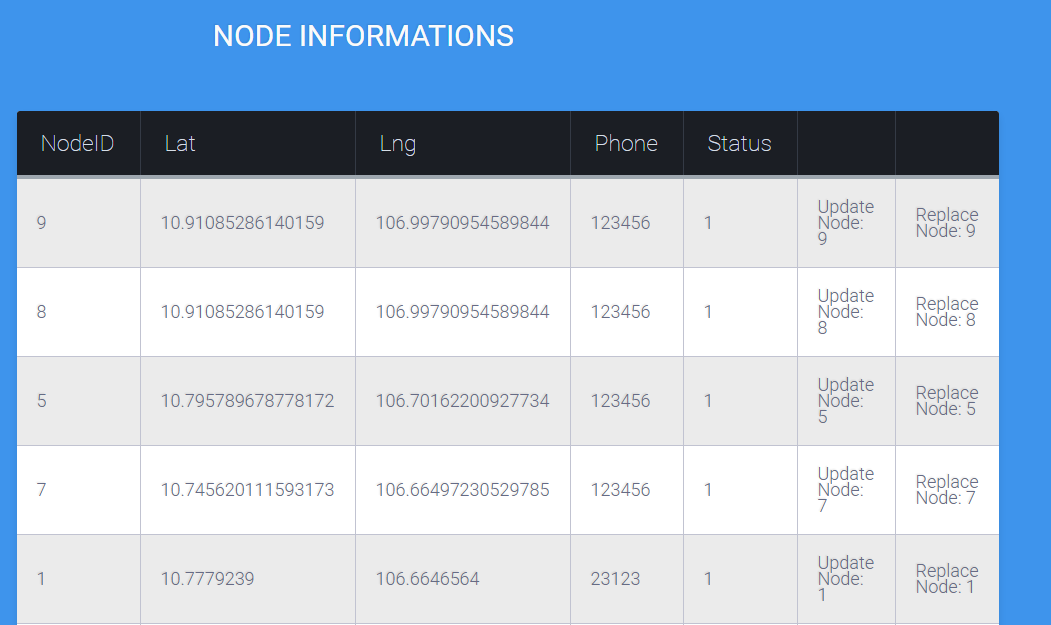 NODE INFORMATIONS
NodeID Lat Lng Phone Status
9 10.91085286140159 106.99790954589844 123456 1 Update Node: 9 Replace Node: 9
8 10.91085286140159 106.99790954589844 123456 1 Update Node: 8 Replace Node: 8
5 10.795789678778172 106.70162200927734 123456 1 Update Node: 5 Replace Node: 5
7 10.745620111593173 106.66497230529785 123456 1 Update Node: 7 Replace Node: 7
1 10.7779239 106.6646564 23123 1 Update Node: 1 Replace Node: 1